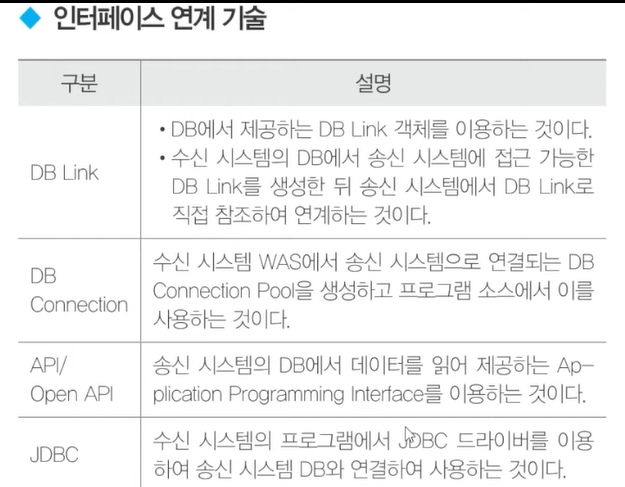 ◆ 인터페이스 연계 기술
구분 설명
DB Link
• DB에서 제공하는 DB Link 객체를 이용하는 것이다.
• 수신 시스템의 DB에서 송신 시스템에 접근 가능한
DB Link를 생성한 뒤 송신 시스템에서 DB Link로
직접 참조하여 연계하는 것이다.
DB
Connection
수신 시스템 WAS에서 송신 시스템으로 연결되는 DB
Connection Pool을 생성하고 프로그램 소스에서 이를
사용하는 것이다.
API/
Open API
송신 시스템의 DB에서 데이터를 읽어 제공하는 Ap-
plication Programming Interface를 이용하는 것이다.
JDBC
수신 시스템의 프로그램에서 JDBC 드라이버를 이용
하여 송신 시스템 DB와 연결하여 사용하는 것이다.